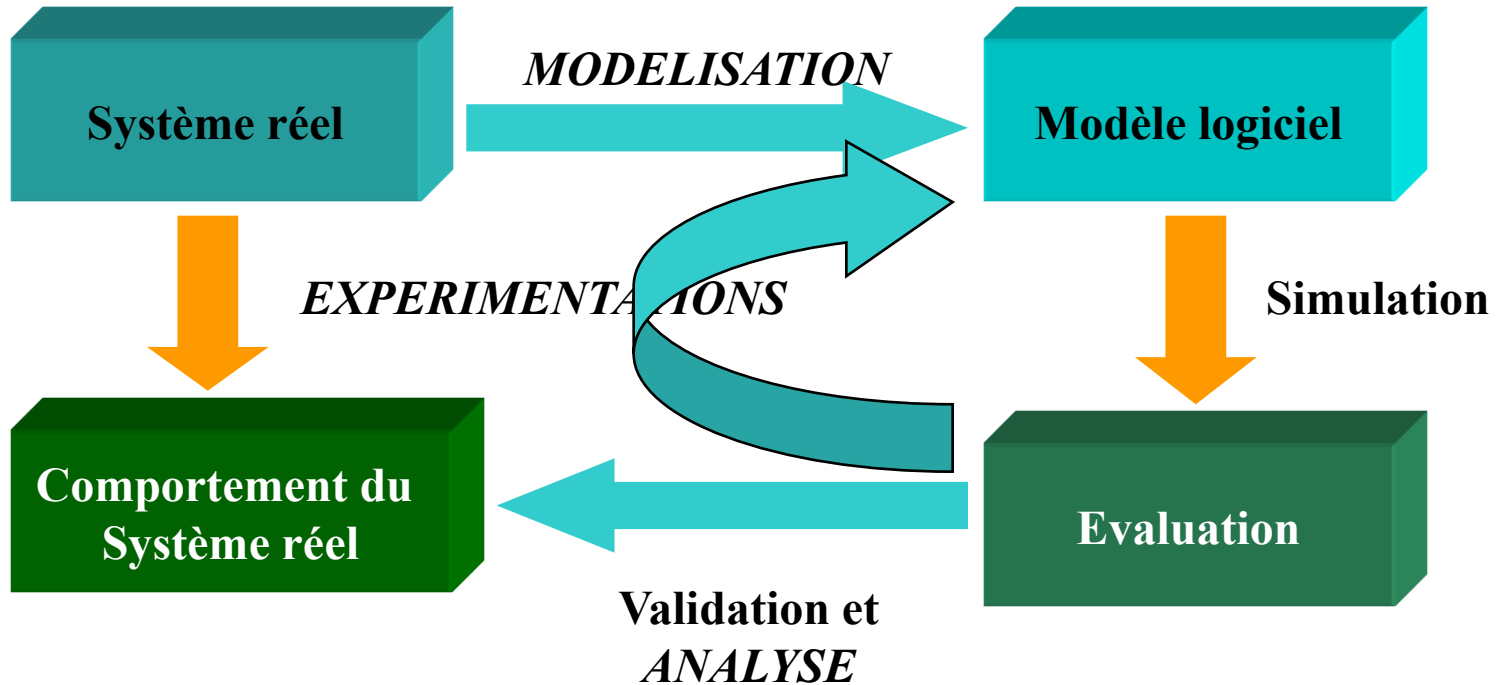 MODELISATION
Système réel
Modèle logiciel
EXPERIMENTATIONS
Simulation
Comportement du
Système réel
Evaluation
Validation et
ANALYSE